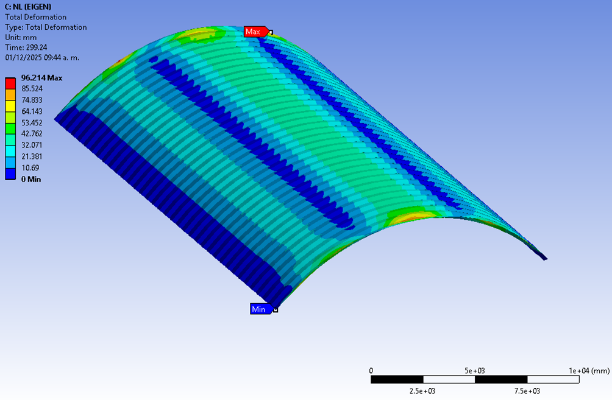 C: NL (EIGEN)
Total Deformation
Type: Total Deformation
Unit: mm
Time: 299.24
01/12/2025 09:44 a. m.
96.214 Max
85.524
74.833
64.143
53.452
42.762
32.071
21.381
10.69
0 Min
Max
Min
0 5e+03 1e+04 (mm)
2.5e+03 7.5e+03